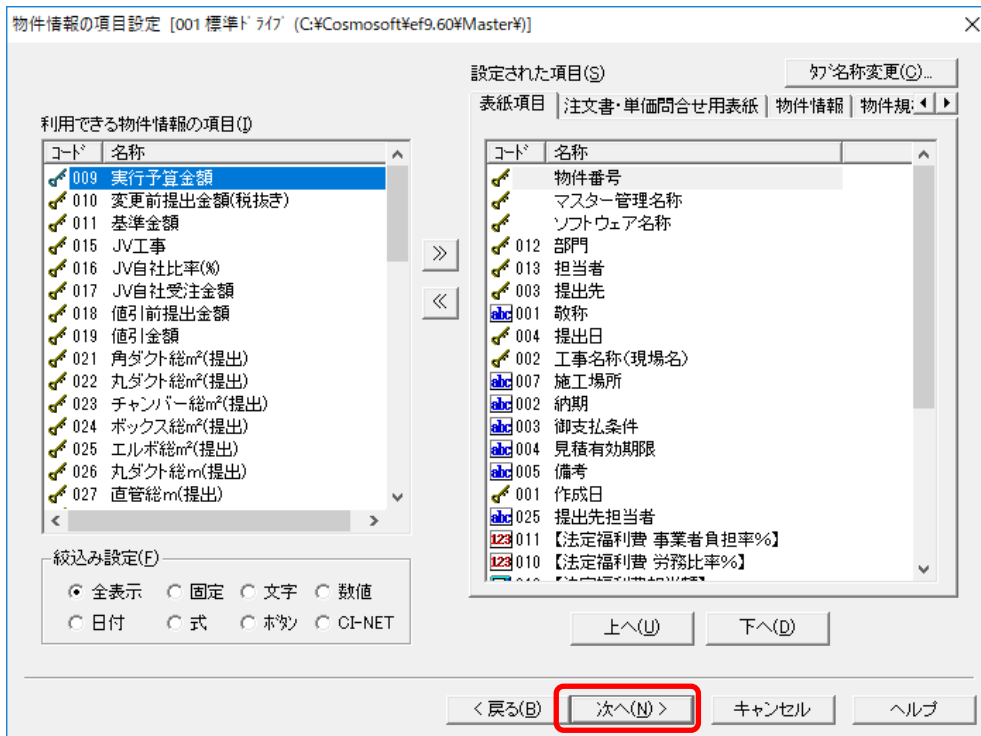 物件情報の項目設定 [001 標準ﾄﾞﾗｲﾌﾞ (C:¥Cosmosoft¥ef9.60¥Master¥)]
設定された項目(S)
ﾀﾌﾞ名称変更(C)...
表紙項目 注文書・単価問合せ用表紙 物件情報 物件規
利用できる物件情報の項目(I)
ｺｰﾄﾞ 名称
009 実行予算金額
010 変更前提出金額(税抜き)
011 基準金額
015 JV工事
016 JV自社比率(%)
017 JV自社受注金額
018 値引前提出金額
019 値引金額
021 角ダクト総㎡(提出)
022 丸ダクト総㎡(提出)
023 チャンバー総㎡(提出)
024 ボックス総㎡(提出)
025 エルボ総㎡(提出)
026 丸ダクト総m(提出)
027 直管総m(提出)
≫
≪
ｺｰﾄﾞ 名称
物件番号
マスター管理名称
ソフトウェア名称
012 部門
013 担当者
003 提出先
abc 001 敬称
004 提出日
002 工事名称(現場名)
abc 007 施工場所
abc 002 納期
abc 003 御支払条件
abc 004 見積有効期限
abc 005 備考
001 作成日
abc 025 提出先担当者
123 011 【法定福利費 事業者負担率%】
123 010 【法定福利費 労務比率%】
絞込み設定(F)
全表示 固定 文字 数値
日付 式 ﾎﾞﾀﾝ CI-NET
上へ(U) 下へ(D)
< 戻る(B) 次へ(N) > キャンセル ヘルプ